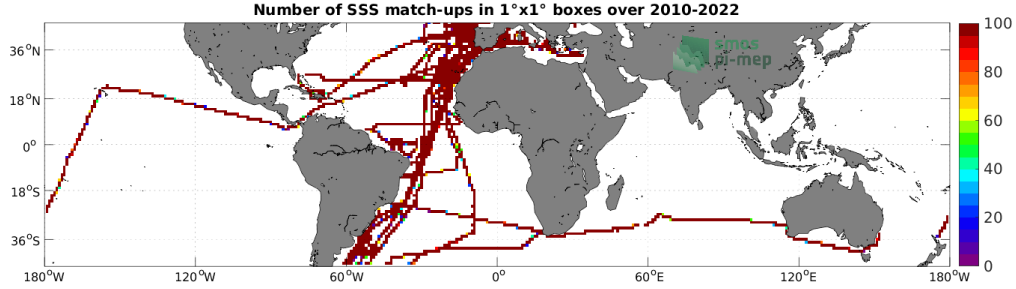 Number of SSS match-ups in 1°x1° boxes over 2010-2022
smos
pi-mep
36°N
18°N
0°
18°S
36°S
180°W
120°W
60°W
0°
60°E
120°E
180°W
100
80
60
40
20
0